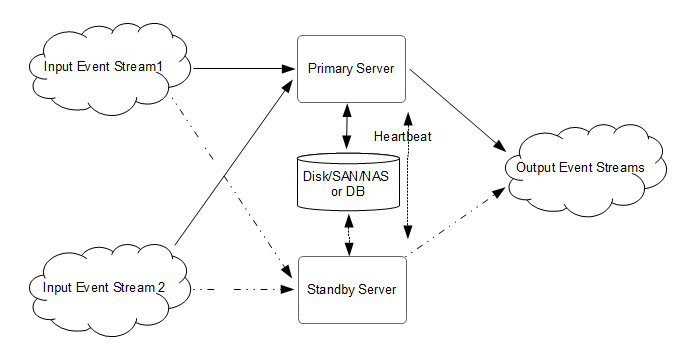 Input Event Stream1
Primary Server
Heartbeat
Disk/SAN/NAS
or DB
Output Event Streams
Input Event Stream 2
Standby Server